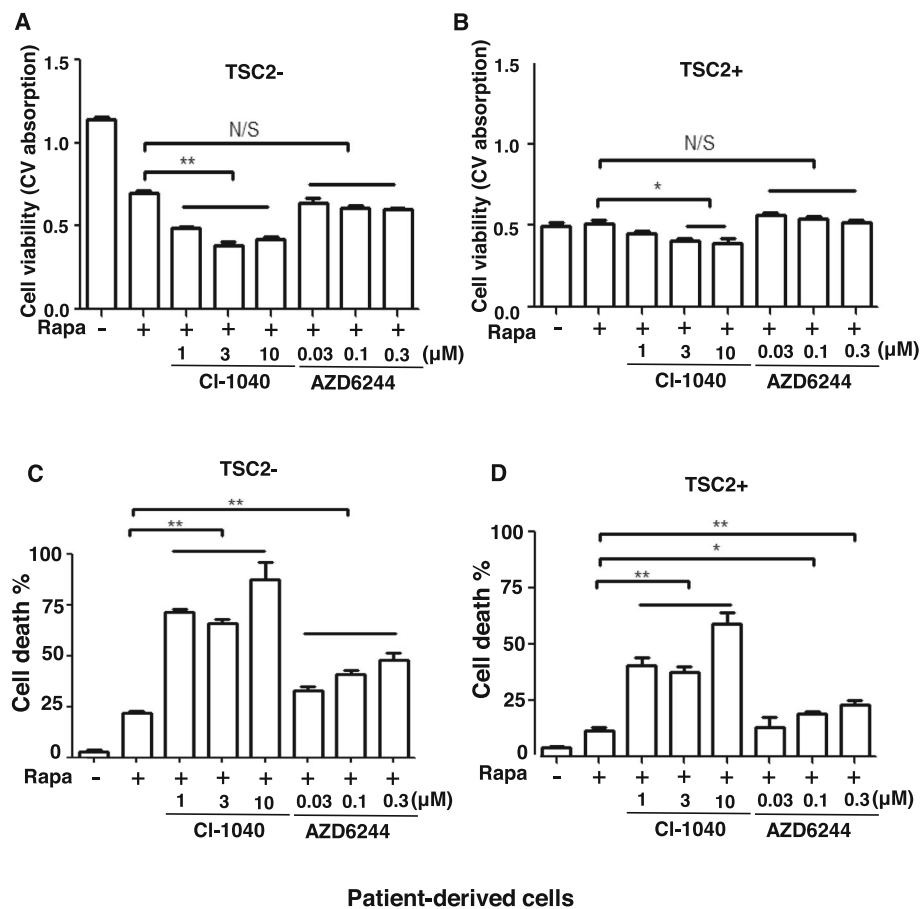 A
TSC2-
Cell viability (CV absorption)
1.5
1.0
0.5
0.0
N/S
**
Rapa - + + + + + + +
1 3 10 0.03 0.1 0.3 (μM)
CI-1040 AZD6244
B
TSC2+
Cell viability (CV absorption)
1.5
1.0
0.5
0.0
N/S
*
Rapa - + + + + + + +
1 3 10 0.03 0.1 0.3 (μM)
CI-1040 AZD6244
C
TSC2-
Cell death %
100
75
50
25
0
**
**
Rapa - + + + + + + +
1 3 10 0.03 0.1 0.3 (μM)
CI-1040 AZD6244
D
TSC2+
Cell death %
100
75
50
25
0
**
*
**
Rapa - + + + + + + +
1 3 10 0.03 0.1 0.3 (μM)
CI-1040 AZD6244
Patient-derived cells